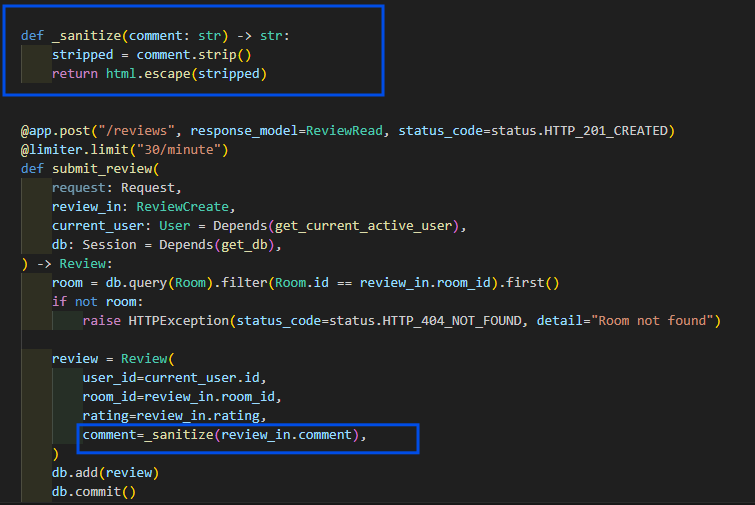 def _sanitize(comment: str) -> str:
    stripped = comment.strip()
    return html.escape(stripped)
@app.post("/reviews", response_model=ReviewRead, status_code=status.HTTP_201_CREATED)
@limiter.limit("30/minute")
def submit_review(
    request: Request,
    review_in: ReviewCreate,
    current_user: User = Depends(get_current_active_user),
    db: Session = Depends(get_db),
) -> Review:
    room = db.query(Room).filter(Room.id == review_in.room_id).first()
    if not room:
        raise HTTPException(status_code=status.HTTP_404_NOT_FOUND, detail="Room not found")
    review = Review(
        user_id=current_user.id,
        room_id=review_in.room_id,
        rating=review_in.rating,
        comment=_sanitize(review_in.comment),
    )
    db.add(review)
    db.commit()